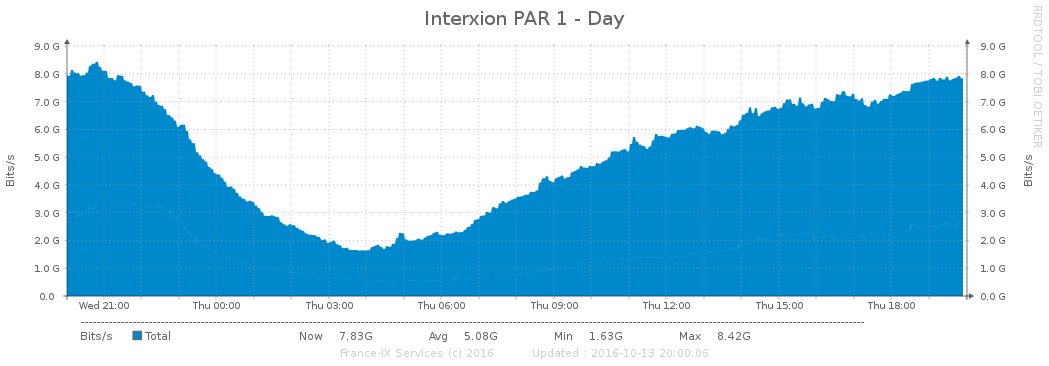 Interxion PAR 1 - Day
RRDTOOL / TOBI OETIKER
Bits/s
9.0 G
8.0 G
7.0 G
6.0 G
5.0 G
4.0 G
3.0 G
2.0 G
1.0 G
0.0
9.0 G
8.0 G
7.0 G
6.0 G
5.0 G
4.0 G
3.0 G
2.0 G
1.0 G
0.0 G
Bits/s
Wed 21:00 Thu 00:00 Thu 03:00 Thu 06:00 Thu 09:00 Thu 12:00 Thu 15:00 Thu 18:00
Bits/s Total Now 7.83G Avg 5.08G Min 1.63G Max 8.42G
France-IX Services (c) 2016 Updated : 2016-10-13 20:00:06